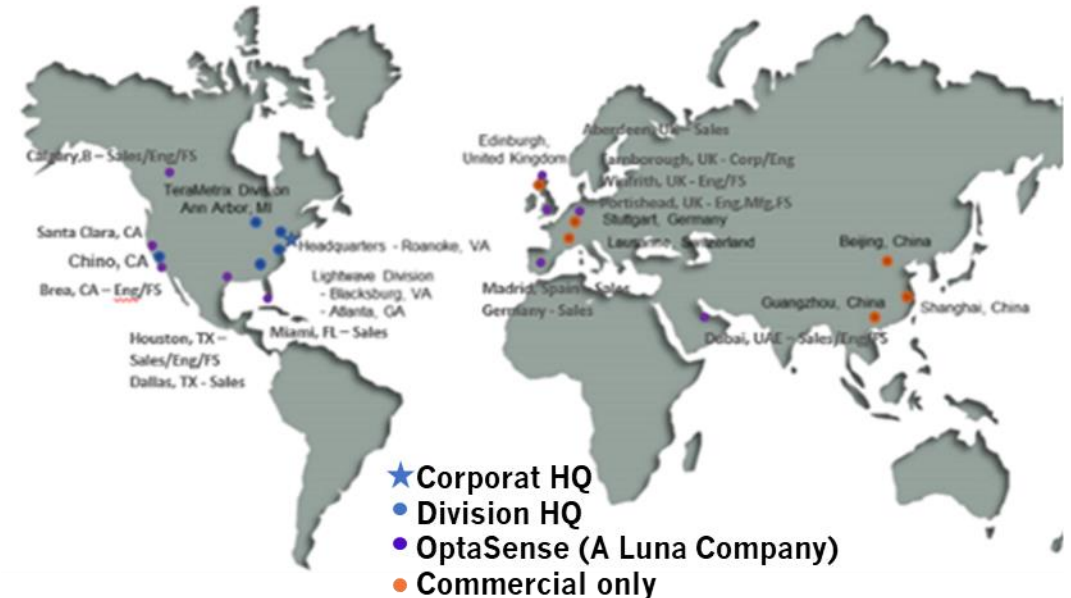 Calgary,B – Sales/Eng/FS
TeraMetrix Division
Ann Arbor, MI
Santa Clara, CA
Chino, CA
Brea, CA – Eng/FS
Headquarters - Roanoke, VA
Lightwave Division
- Blacksburg, VA
- Atlanta, GA
Miami, FL – Sales
Houston, TX –
Sales/Eng/FS
Dallas, TX - Sales
Edinburgh,
United Kingdom
Aberdeen, UK – Sales
Farnborough, UK - Corp/Eng
Winfrith, UK - Eng/FS
Portishead, UK - Eng,Mfg,FS
Stuttgart, Germany
Lausanne, Switzerland
Madrid, Spain - Sales
Germany - Sales
Beijing, China
Shanghai, China
Guangzhou, China
Dubai, UAE – Sales/Eng/FS
Corporat HQ
Division HQ
OptaSense (A Luna Company)
Commercial only